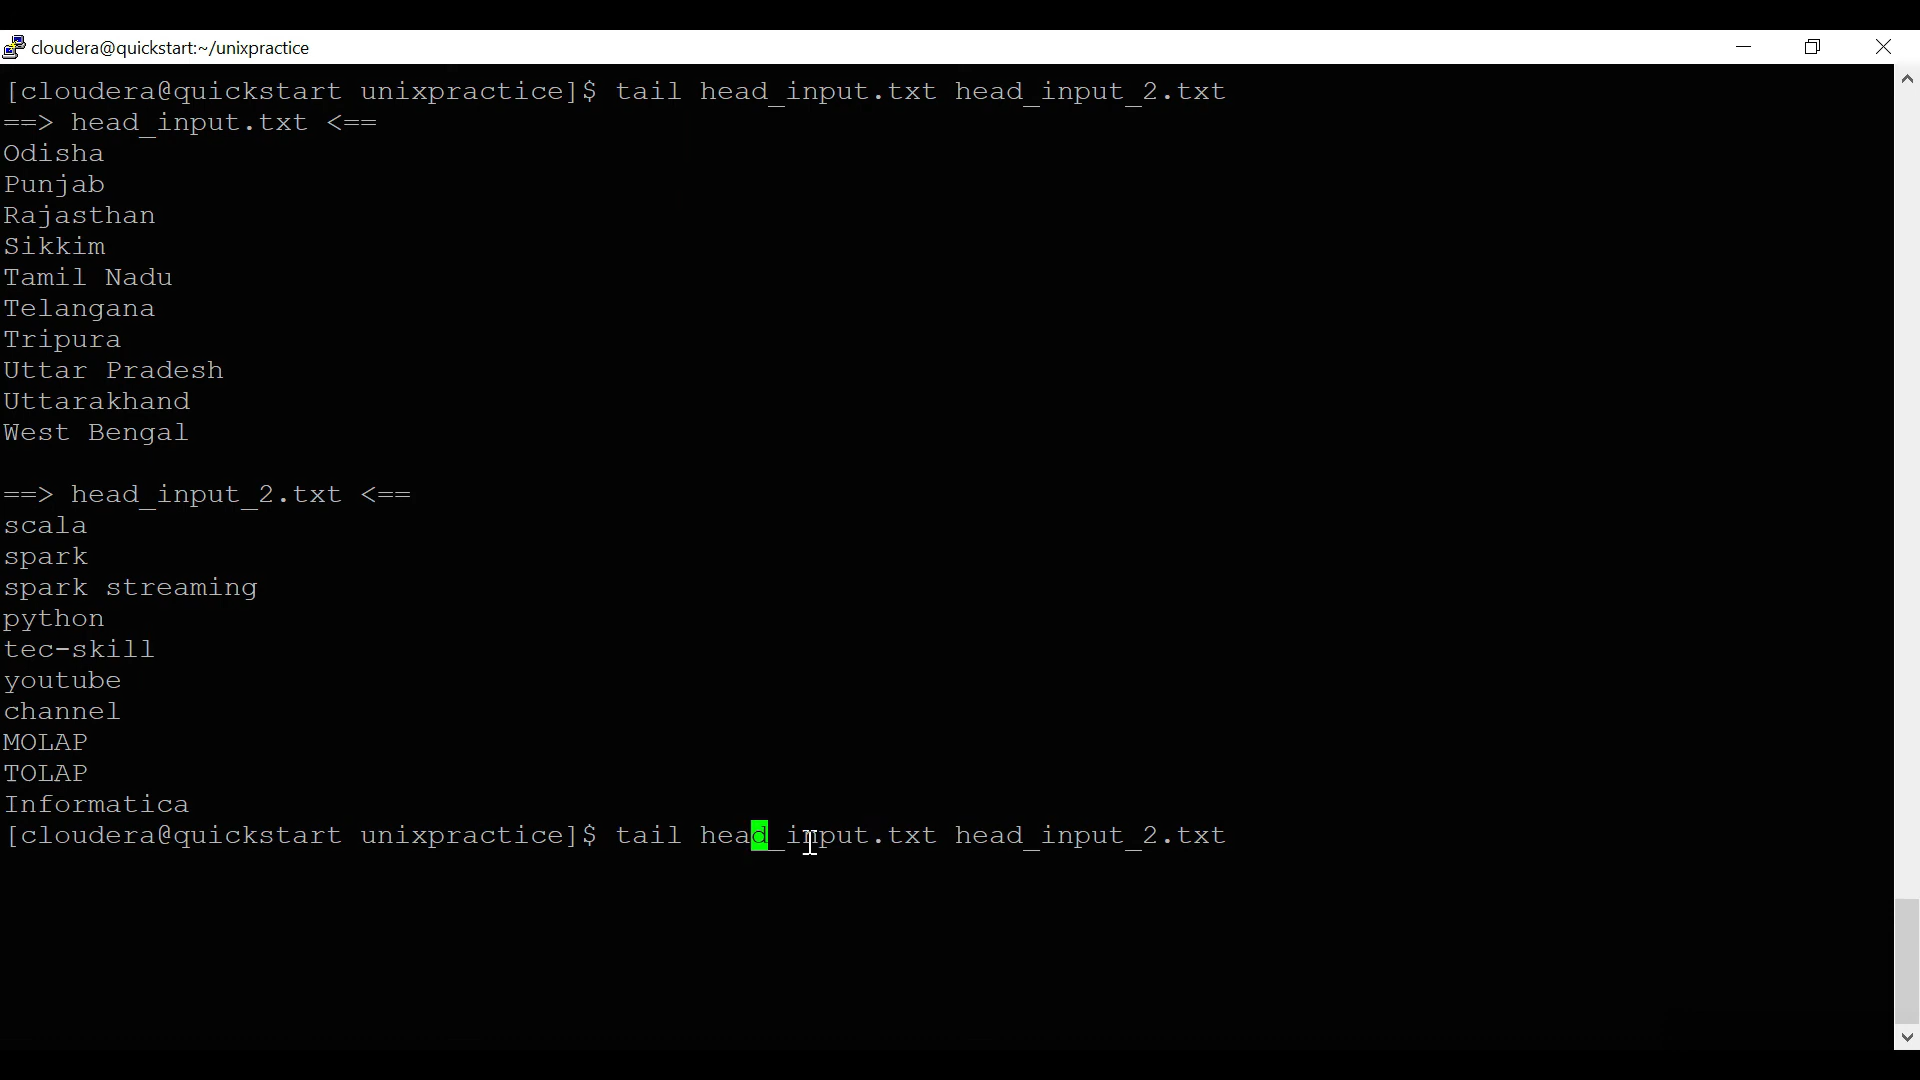 cloudera@quickstart:~/unixpractice
[cloudera@quickstart unixpractice]$ tail head_input.txt head_input_2.txt
==> head_input.txt <==
Odisha
Punjab
Rajasthan
Sikkim
Tamil Nadu
Telangana
Tripura
Uttar Pradesh
Uttarakhand
West Bengal
==> head_input_2.txt <==
scala
spark
spark streaming
python
tec-skill
youtube
channel
MOLAP
TOLAP
Informatica
[cloudera@quickstart unixpractice]$ tail head_input.txt head_input_2.txt